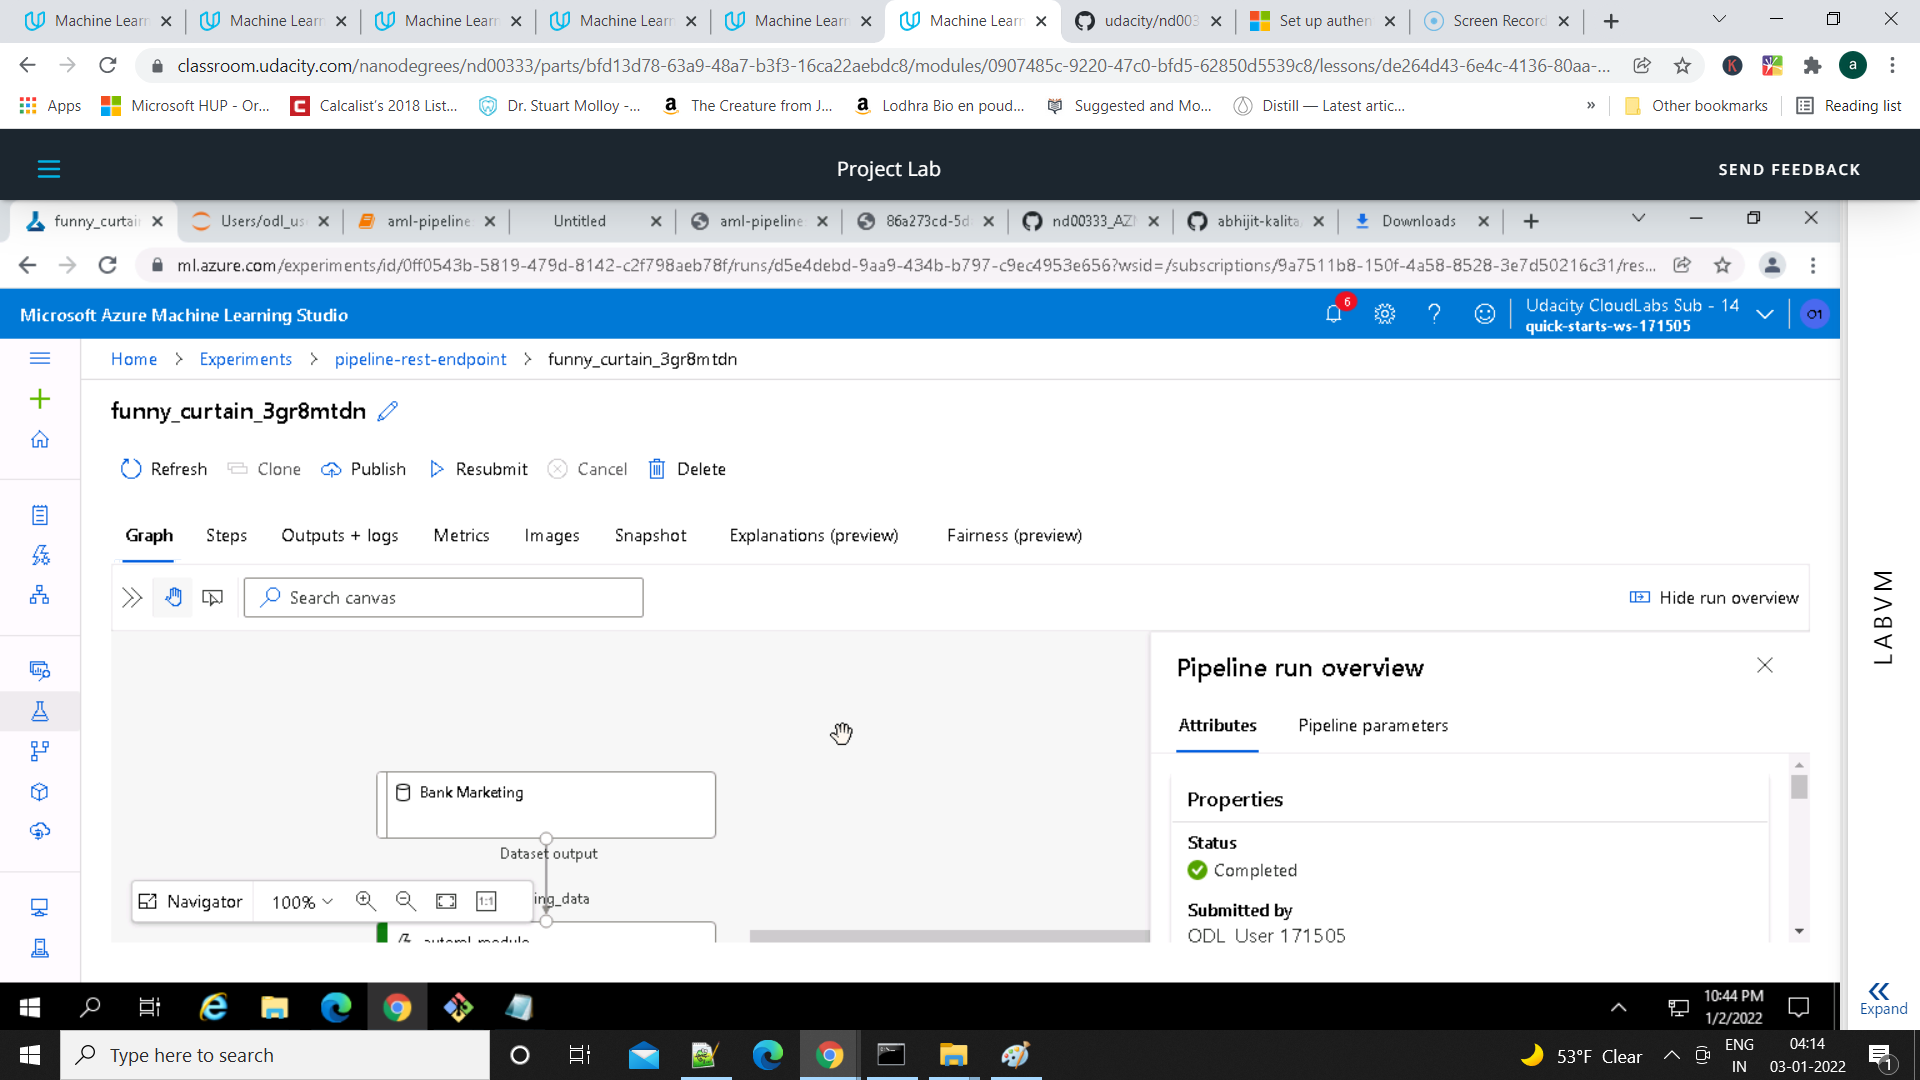 Machine Learn Machine Learn Machine Learn Machine Learn Machine Learn Machine Learn udacity/nd003 Set up authen Screen Record
classroom.udacity.com/nanodegrees/nd00333/parts/bfd13d78-63a9-48a7-b3f3-16ca22aebdc8/modules/0907485c-9220-47c0-bfd5-62850d5539c8/lessons/de264d43-6e4c-4136-80aa-... K a
Apps Microsoft HUP - Or... C Calcalist's 2018 List... Dr. Stuart Molloy -... a The Creature from J... a Lodhra Bio en poud... Suggested and Mo... Distill — Latest artic... » Other bookmarks Reading list
Project Lab SEND FEEDBACK
funny_curtain Users/odl_us aml-pipeline Untitled aml-pipeline 86a273cd-5d nd00333_AZM abhijit-kalita Downloads
ml.azure.com/experiments/id/0ff0543b-5819-479d-8142-c2f798aeb78f/runs/d5e4debd-9aa9-434b-b797-c9ec4953e656?wsid=/subscriptions/9a7511b8-150f-4a58-8528-3e7d50216c31/res...
Microsoft Azure Machine Learning Studio 6 Udacity CloudLabs Sub - 14 O1
quick-starts-ws-171505
Home > Experiments > pipeline-rest-endpoint > funny_curtain_3gr8mtdn
funny_curtain_3gr8mtdn
Refresh Clone Publish Resubmit Cancel Delete
Graph Steps Outputs + logs Metrics Images Snapshot Explanations (preview) Fairness (preview)
Search canvas Hide run overview
LABVM
Pipeline run overview
Attributes Pipeline parameters
Bank Marketing
Properties
Status
Dataset output
Completed
Navigator 100% 1:1 ing_data
Submitted by
automl_module ODL_User 171505
10:44 PM
1/2/2022
Expand
Type here to search 53°F Clear ENG 04:14
IN 03-01-2022 1